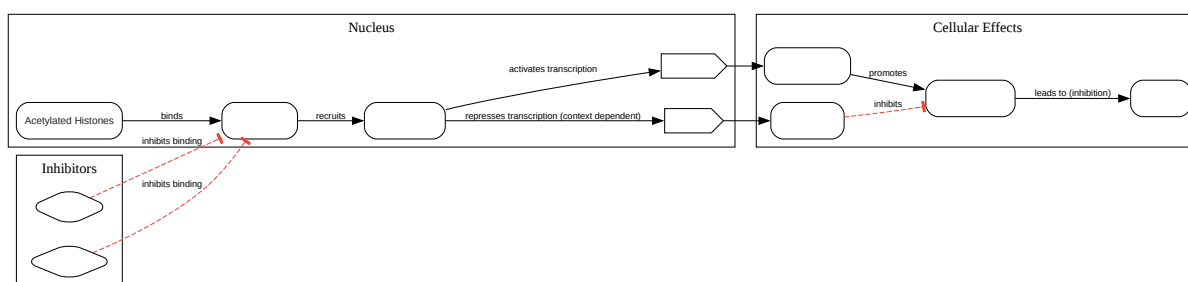 Nucleus
Cellular Effects
activates transcription
promotes
Acetylated Histones
binds
recruits
represses transcription (context dependent)
inhibits
leads to (inhibition)
inhibits binding
Inhibitors
inhibits binding